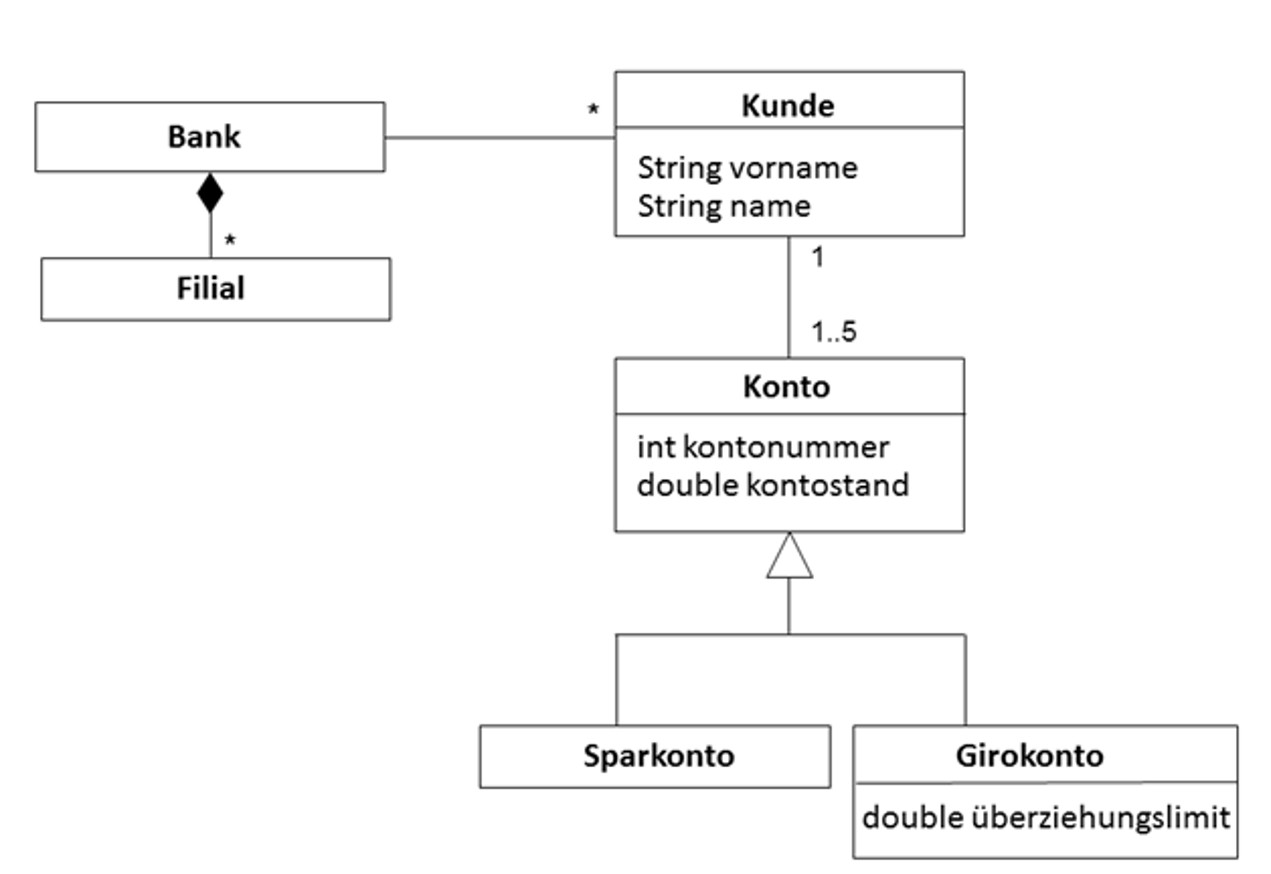 Bank
*
Kunde
String vorname
String name
*
Filial
1
1..5
Konto
int kontonummer
double kontostand
Sparkonto
Girokonto
double überziehungslimit